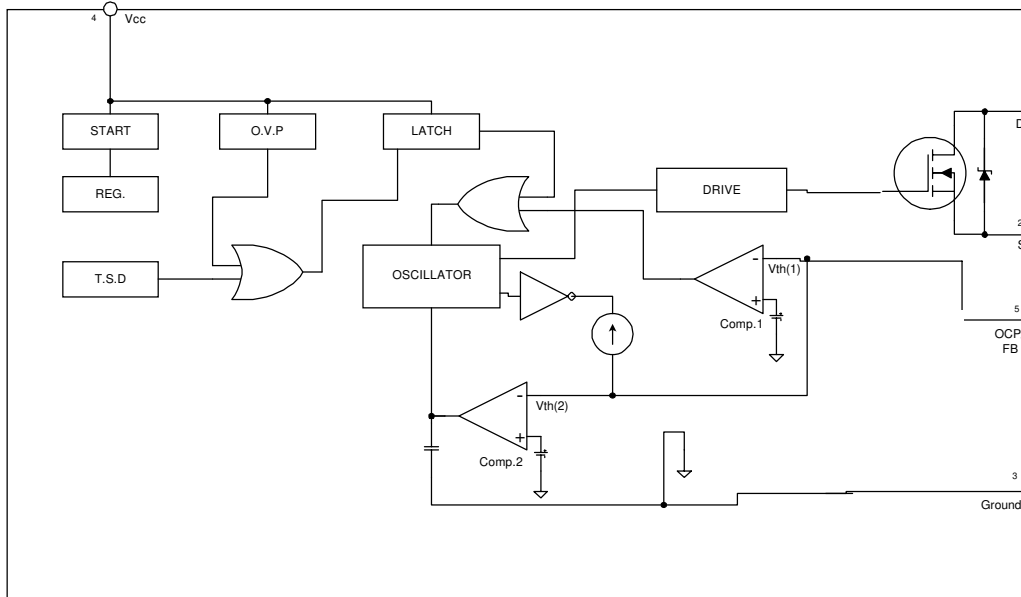 4
Vcc
START
O.V.P
LATCH
D
REG.
DRIVE
2
S
T.S.D
OSCILLATOR
-
Vth(1)
+
Comp.1
5
OCP
FB
-
Vth(2)
+
Comp.2
3
Ground